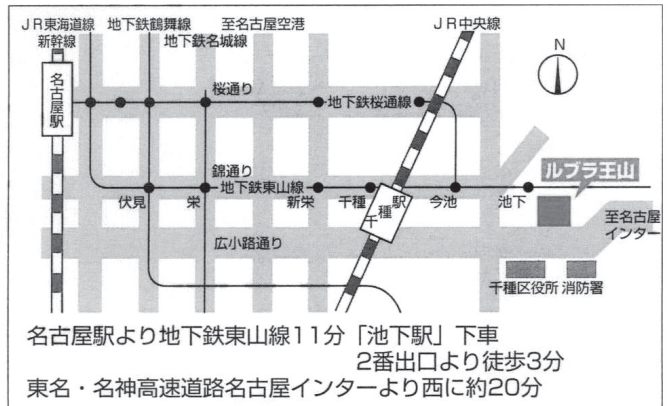 JR東海道線 地下鉄鶴舞線 至名古屋空港 JR中央線
新幹線 地下鉄名城線
N
名古屋駅
桜通り
地下鉄桜通線
錦通り
地下鉄東山線
ルブラ王山
伏見 栄 新栄 千種 千種駅 今池 池下
至名古屋
インター
広小路通り
千種区役所 消防署
名古屋駅より地下鉄東山線11分「池下駅」下車
2番出口より徒歩3分
東名・名神高速道路名古屋インターより西に約20分